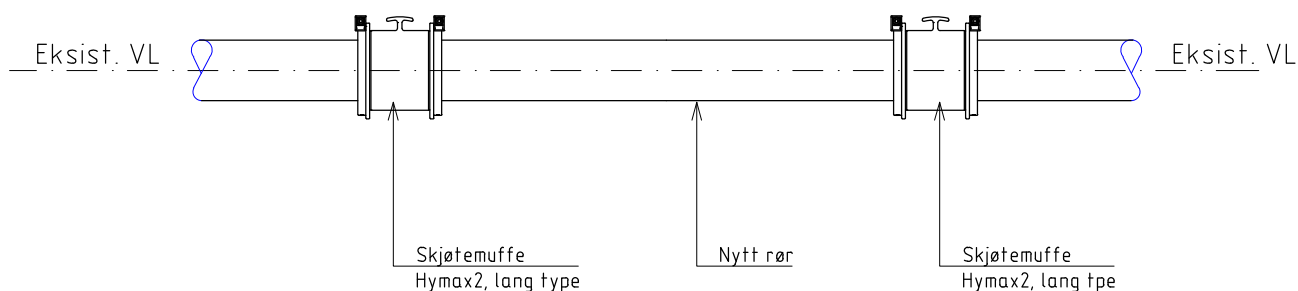 Eksist. VL
Eksist. VL
Skjøtemuffe
Hymax2, lang type
Nytt rør
Skjøtemuffe
Hymax2, lang tpe